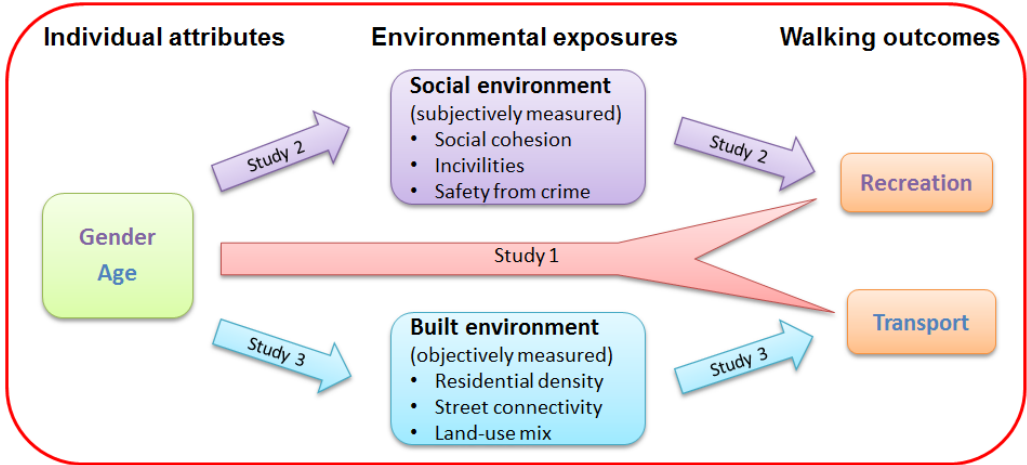 Individual attributes
Environmental exposures
Walking outcomes
Social environment
(subjectively measured)
• Social cohesion
• Incivilities
• Safety from crime
Study 2
Study 2
Recreation
Gender
Age
Study 1
Transport
Built environment
(objectively measured)
• Residential density
• Street connectivity
• Land-use mix
Study 3
Study 3